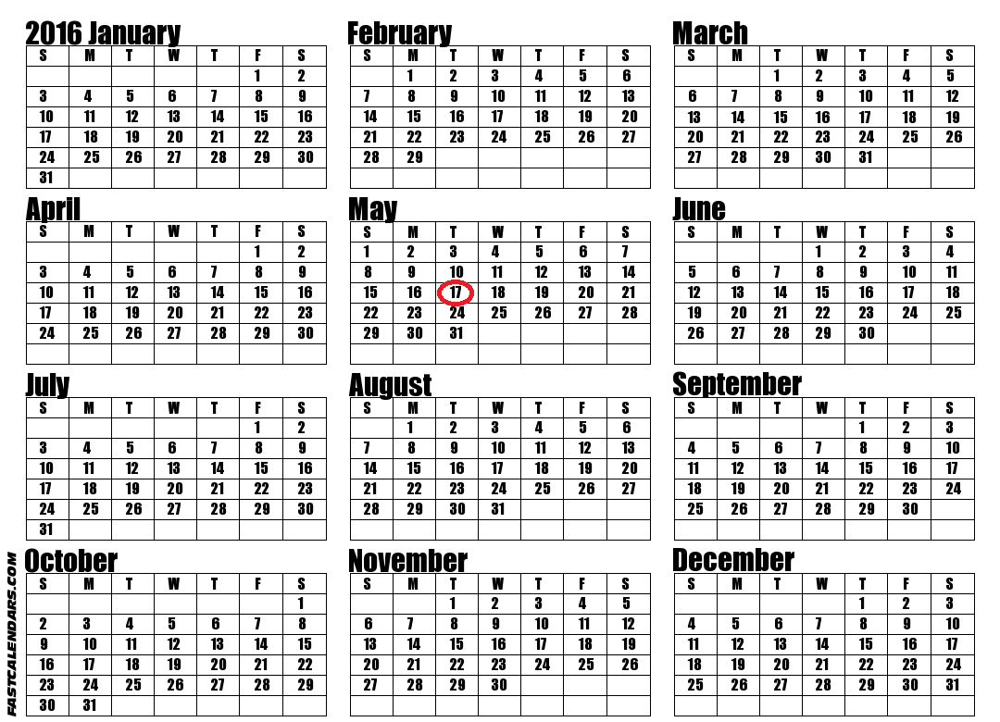 2016 January February March
S M T W T F S S M T W T F S S M T W T F S
1 2 1 2 3 4 5 6 1 2 3 4 5
3 4 5 6 7 8 9 7 8 9 10 11 12 13 6 7 8 9 10 11 12
10 11 12 13 14 15 16 14 15 16 17 18 19 20 13 14 15 16 17 18 19
17 18 19 20 21 22 23 21 22 23 24 25 26 27 20 21 22 23 24 25 26
24 25 26 27 28 29 30 28 29 27 28 29 30 31
31
April May June
S M T W T F S S M T W T F S S M T W T F S
1 2 1 2 3 4 5 6 7 1 2 3 4
3 4 5 6 7 8 9 8 9 10 11 12 13 14 5 6 7 8 9 10 11
10 11 12 13 14 15 16 15 16 17 18 19 20 21 12 13 14 15 16 17 18
17 18 19 20 21 22 23 22 23 24 25 26 27 28 19 20 21 22 23 24 25
24 25 26 27 28 29 30 29 30 31 26 27 28 29 30
July August September
S M T W T F S S M T W T F S S M T W T F S
1 2 1 2 3 4 5 6 1 2 3
3 4 5 6 7 8 9 7 8 9 10 11 12 13 4 5 6 7 8 9 10
10 11 12 13 14 15 16 14 15 16 17 18 19 20 11 12 13 14 15 16 17
17 18 19 20 21 22 23 21 22 23 24 25 26 27 18 19 20 21 22 23 24
24 25 26 27 28 29 30 28 29 30 31 25 26 27 28 29 30
31
October November December
S M T W T F S S M T W T F S S M T W T F S
1 1 2 3 4 5 1 2 3
2 3 4 5 6 7 8 6 7 8 9 10 11 12 4 5 6 7 8 9 10
9 10 11 12 13 14 15 13 14 15 16 17 18 19 11 12 13 14 15 16 17
16 17 18 19 20 21 22 20 21 22 23 24 25 26 18 19 20 21 22 23 24
23 24 25 26 27 28 29 27 28 29 30 25 26 27 28 29 30 31
30 31
FASTCALENDARS.COM